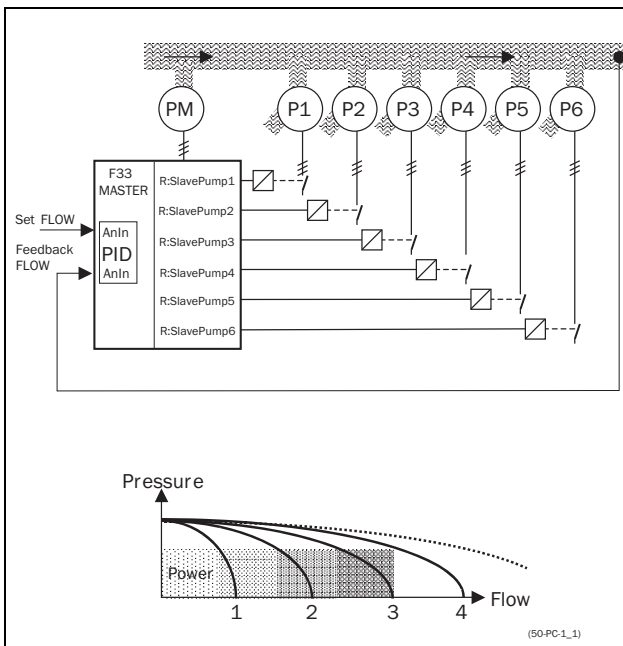 PM
P1 P2 P3 P4 P5 P6
F33
MASTER
R:SlavePump1
R:SlavePump2
R:SlavePump3
R:SlavePump4
R:SlavePump5
R:SlavePump6
Set FLOW
Feedback
FLOW
AnIn
PID
AnIn
Pressure
Power
1 2 3 4
Flow
(50-PC-1_1)